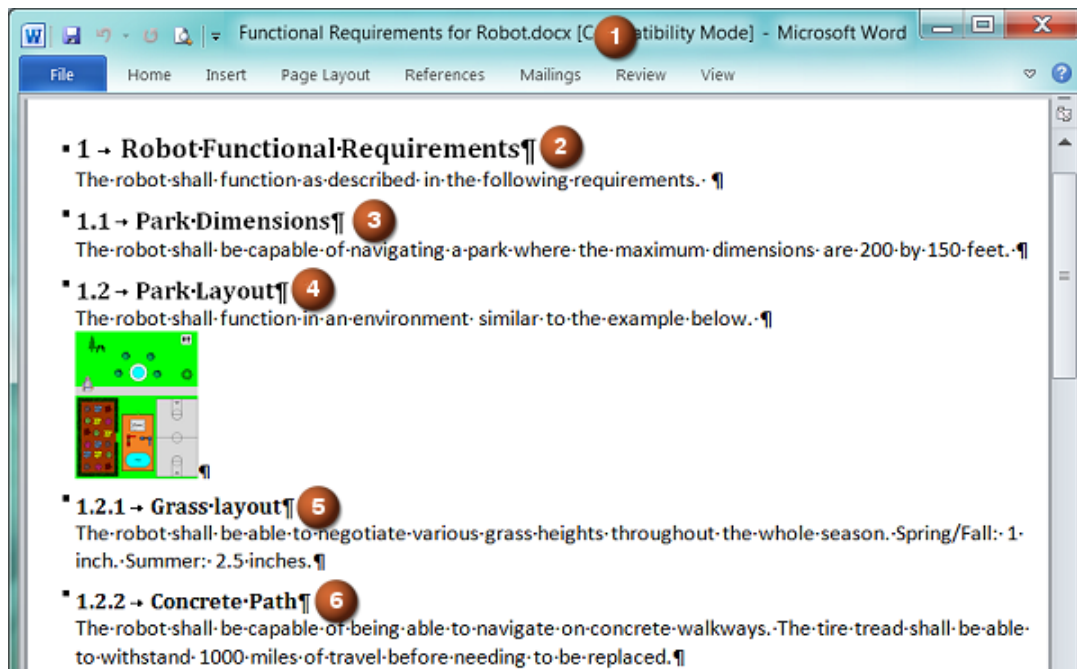 Functional Requirements for Robot.docx [C atibility Mode] - Microsoft Word
1
File Home Insert Page Layout References Mailings Review View
1 → Robot·Functional·Requirements¶ 2
The·robot·shall·function·as·described·in·the·following·requirements.·¶
1.1 → Park·Dimensions¶ 3
The·robot·shall·be·capable·of·navigating·a·park·where·the·maximum·dimensions·are·200·by·150·feet.·¶
1.2 → Park·Layout¶ 4
The·robot·shall·function·in·an·environment·similar·to·the·example·below.·¶
¶
1.2.1 → Grass·layout¶ 5
The·robot·shall·be·able·to·negotiate·various·grass·heights·throughout·the·whole·season.·Spring/Fall:·1·
inch.·Summer:·2.5·inches.¶
1.2.2 → Concrete·Path¶ 6
The·robot·shall·be·capable·of·being·able·to·navigate·on·concrete·walkways.·The·tire·tread·shall·be·able·
to·withstand·1000·miles·of·travel·before·needing·to·be·replaced.¶